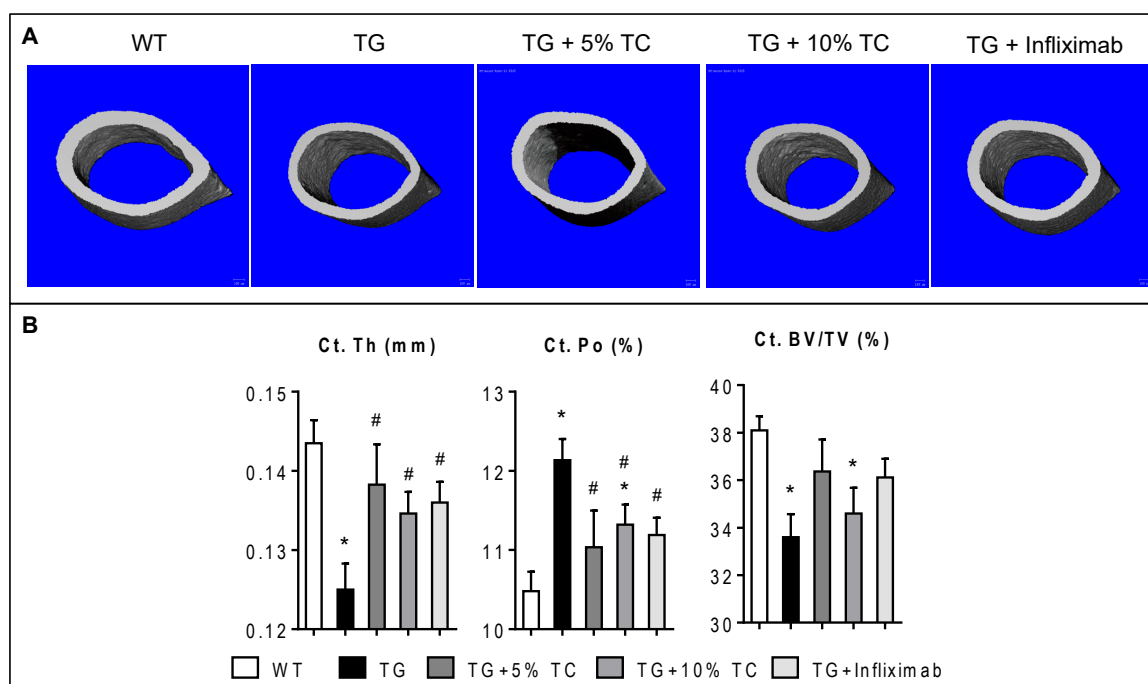 A
WT
TG
TG + 5% TC
TG + 10% TC
TG + Infliximab
B
Ct. Th (mm)
0.15
0.14
0.13
0.12
*
#
#
#
Ct. Po (%)
13
12
11
10
*
#
#
*
#
Ct. BV/TV (%)
40
38
36
34
32
30
*
*
WT
TG
TG+5% TC
TG+10% TC
TG+Infliximab